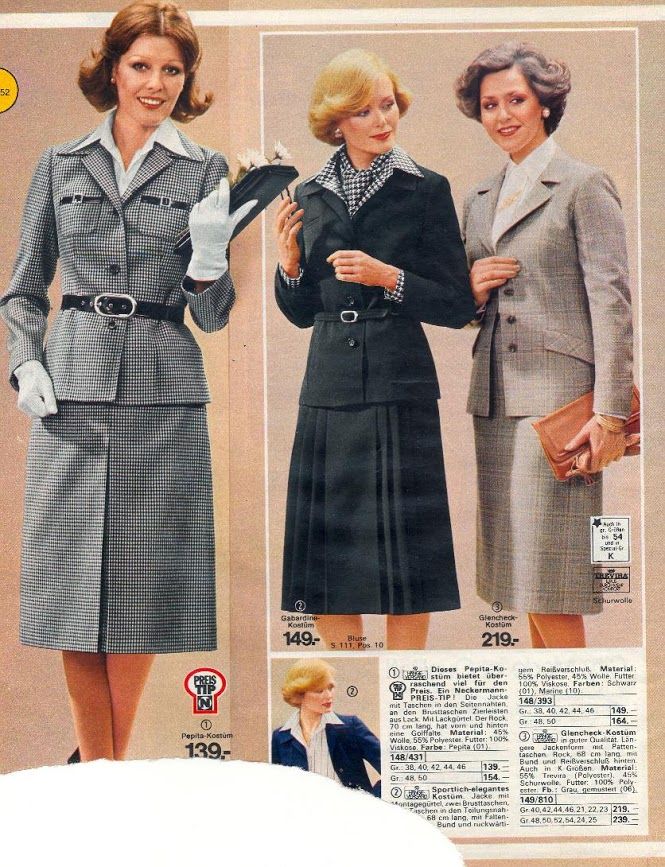 52
②
Gabardine-
Kostüm
149.-
Bluse
S 111, Pos 10
③
Glencheck-
Kostüm
219.-
Auch in
gr. Größen
bis 54
und in
Spezial-Gr.
K
TREVIRA
Schurwolle
PREIS
TIP
N
①
Pepita-Kostüm
139.-
②
① Dieses Pepita-Ko-
stüm bietet über-
raschend viel für den
Preis. Ein Neckermann-
PREIS-TIP! Die Jacke
mit Taschen in den Seitennähten,
an den Brusttaschen Zierleisten
aus Lack. Mit Lackgürtel. Der Rock,
70 cm lang, hat vorn und hinten
eine Golffalte. Material: 45%
Wolle, 55% Polyester. Futter: 100%
Viskose. Farbe: Pepita (01).
148/431
Gr.: 38, 40, 42, 44, 46 139.-
Gr.: 48, 50 154.-
② Sportlich-elegantes
Kostüm. Jacke mit
Montagegürtel, zwei Brusttaschen,
Taschen in den Teilungsnäh-
68 cm lang, mit Falten-
Bund und rückwärti-
gem Reißverschluß. Material:
55% Polyester, 45% Wolle. Futter:
100% Viskose. Farben: Schwarz
(01), Marine (10).
148/393
Gr.: 38, 40, 42, 44, 46 149.-
Gr.: 48, 50 164.-
③ Glencheck-Kostüm
in guter Qualität. Län-
gere Jackenform mit Patten-
taschen. Rock, 68 cm lang, mit
Bund und Reißverschluß hinten.
Auch in K-Größen. Material:
55% Trevira (Polyester), 45%
Schurwolle. Futter: 100% Poly-
ester. Fb.: Grau, gemustert (06).
149/810
Gr. 40, 42, 44, 46, 21, 22, 23 219.-
Gr. 48, 50, 52, 54, 24, 25 239.-